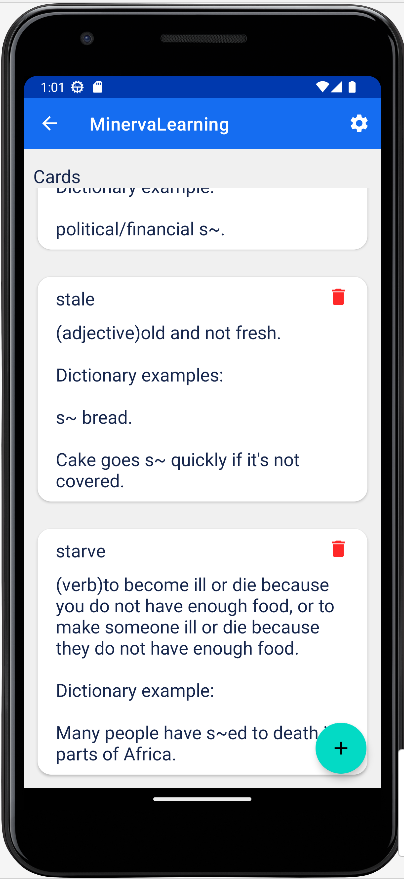 1:01
MinervaLearning
Cards
Dictionary example:
political/financial s~.
stale
(adjective)old and not fresh.
Dictionary examples:
s~ bread.
Cake goes s~ quickly if it's not
covered.
starve
(verb)to become ill or die because
you do not have enough food, or to
make someone ill or die because
they do not have enough food.
Dictionary example:
Many people have s~ed to death
parts of Africa.
+